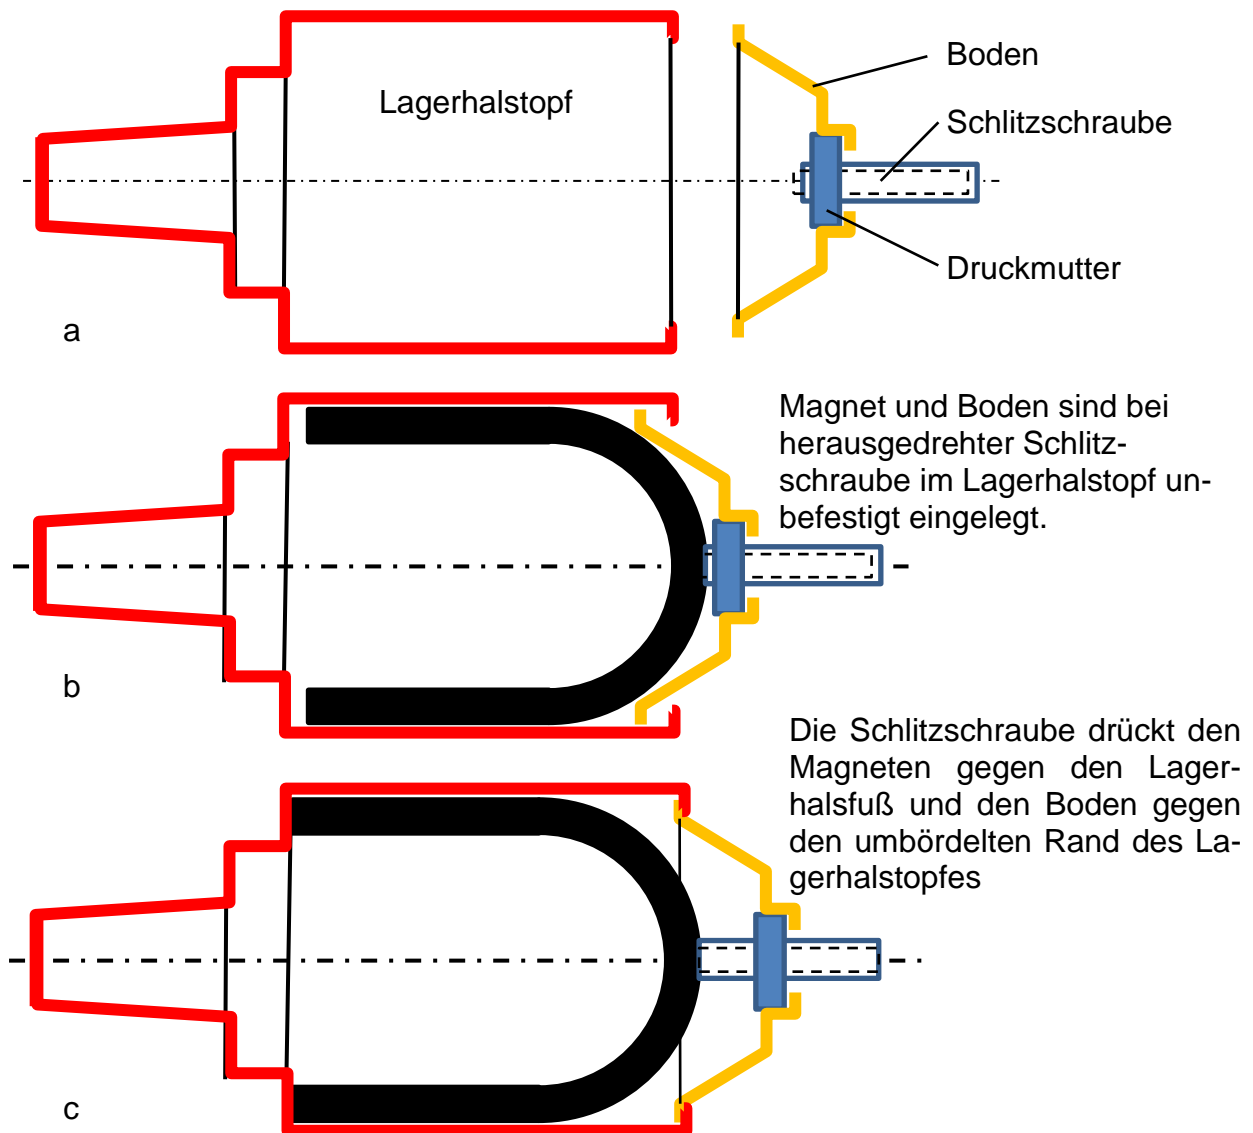 Boden
Lagerhalstopf
Schlitzschraube
Druckmutter
a
Magnet und Boden sind bei
herausgedrehter Schlitz-
schraube im Lagerhalstopf un-
befestigt eingelegt.
b
Die Schlitzschraube drückt den
Magneten gegen den Lager-
halsfuß und den Boden gegen
den umbördelten Rand des La-
gerhalstopfes
c